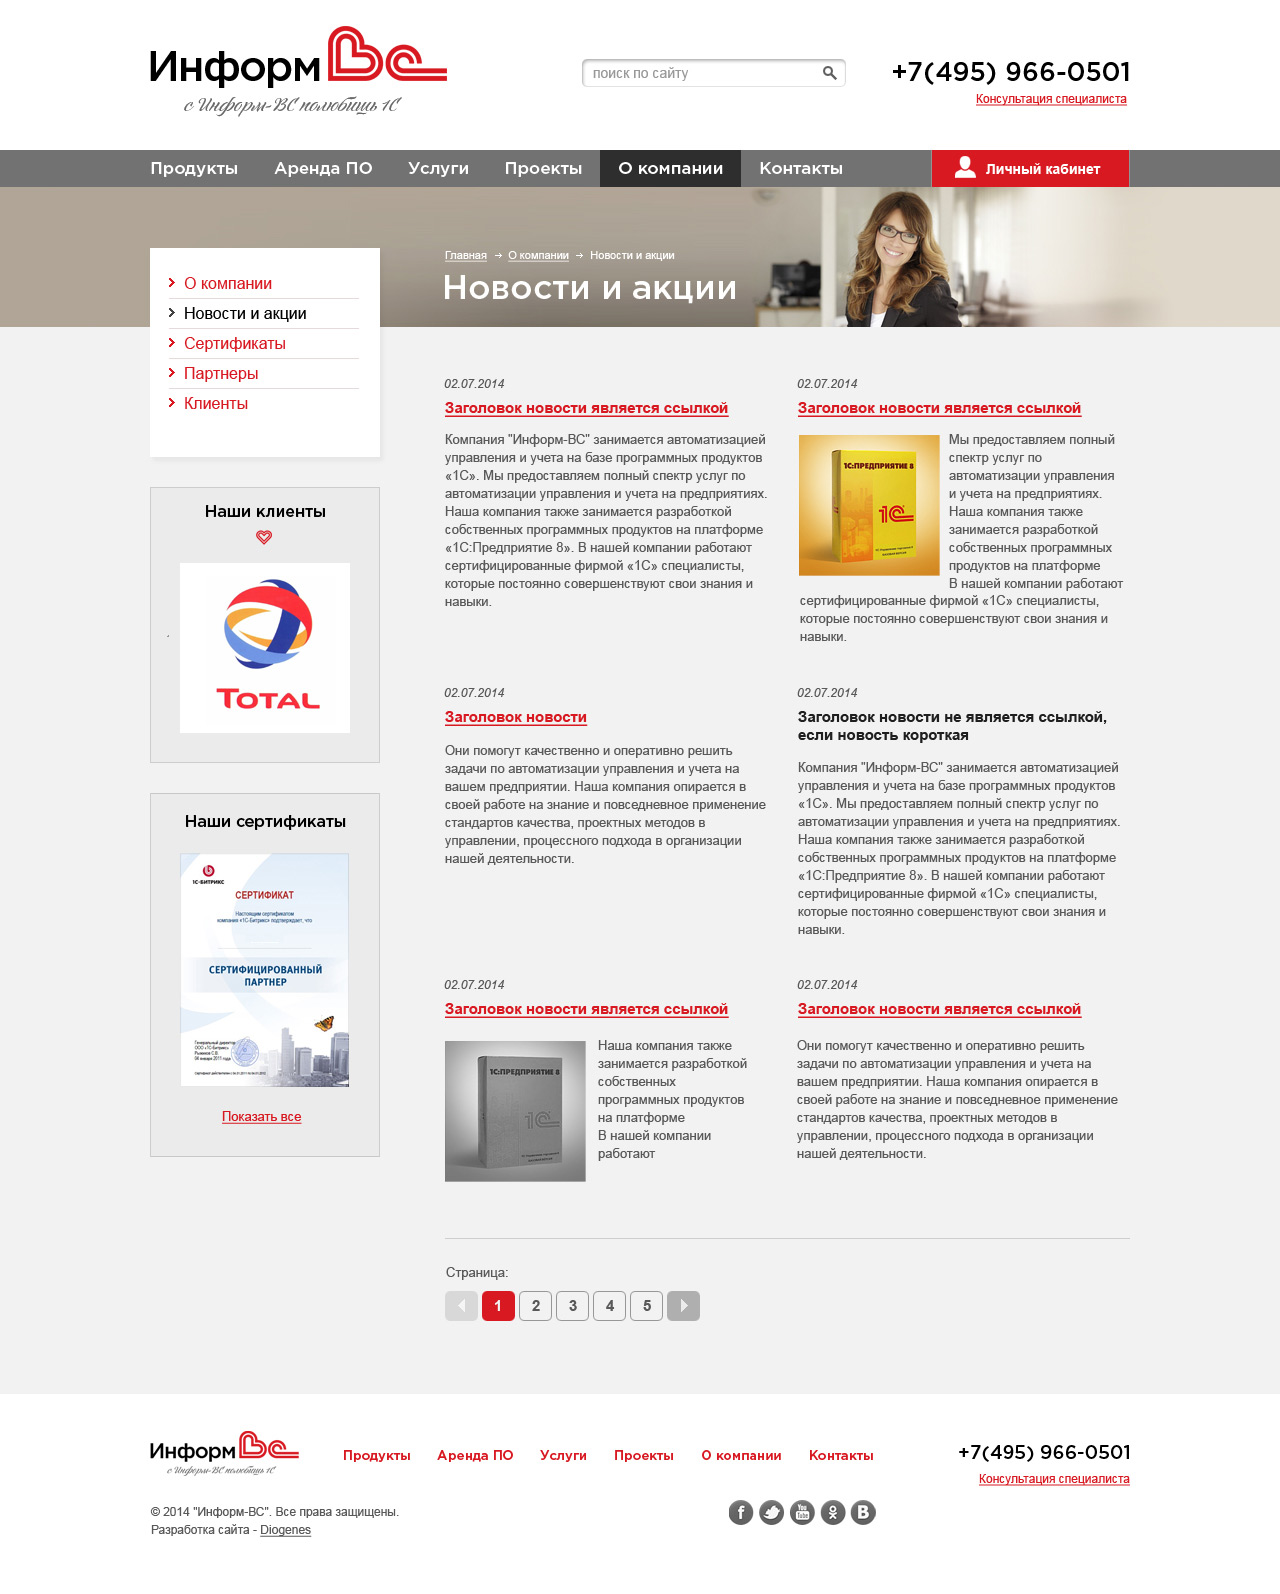 Информ ВС
с Информ-ВС полюбишь 1С
поиск по сайту
+7(495) 966-0501
Консультация специалиста
Продукты Аренда ПО Услуги Проекты О компании Контакты
Личный кабинет
Главная → О компании → Новости и акции
Новости и акции
О компании
Новости и акции
Сертификаты
Партнеры
Клиенты
Наши клиенты
TOTAL
Наши сертификаты
1С-БИТРИКС
СЕРТИФИКАТ
Настоящим сертификатом
компания «1С-Битрикс» подтверждает, что
СЕРТИФИЦИРОВАННЫЙ
ПАРТНЕР
Генеральный директор
ООО «1С-Битрикс»
Показать все
02.07.2014
Заголовок новости является ссылкой
Компания "Информ-ВС" занимается автоматизацией
управления и учета на базе программных продуктов
«1С». Мы предоставляем полный спектр услуг по
автоматизации управления и учета на предприятиях.
Наша компания также занимается разработкой
собственных программных продуктов на платформе
«1С:Предприятие 8». В нашей компании работают
сертифицированные фирмой «1С» специалисты,
которые постоянно совершенствуют свои знания и
навыки.
02.07.2014
Заголовок новости является ссылкой
1С:ПРЕДПРИЯТИЕ 8
1С
Мы предоставляем полный
спектр услуг по
автоматизации управления
и учета на предприятиях.
Наша компания также
занимается разработкой
собственных программных
продуктов на платформе
В нашей компании работают
сертифицированные фирмой «1С» специалисты,
которые постоянно совершенствуют свои знания и
навыки.
02.07.2014
Заголовок новости
Они помогут качественно и оперативно решить
задачи по автоматизации управления и учета на
вашем предприятии. Наша компания опирается в
своей работе на знание и повседневное применение
стандартов качества, проектных методов в
управлении, процессного подхода в организации
нашей деятельности.
02.07.2014
Заголовок новости не является ссылкой,
если новость короткая
Компания "Информ-ВС" занимается автоматизацией
управления и учета на базе программных продуктов
«1С». Мы предоставляем полный спектр услуг по
автоматизации управления и учета на предприятиях.
Наша компания также занимается разработкой
собственных программных продуктов на платформе
«1С:Предприятие 8». В нашей компании работают
сертифицированные фирмой «1С» специалисты,
которые постоянно совершенствуют свои знания и
навыки.
02.07.2014
Заголовок новости является ссылкой
1С:ПРЕДПРИЯТИЕ 8
1С
Наша компания также
занимается разработкой
собственных
программных продуктов
на платформе
В нашей компании
работают
02.07.2014
Заголовок новости является ссылкой
Они помогут качественно и оперативно решить
задачи по автоматизации управления и учета на
вашем предприятии. Наша компания опирается в
своей работе на знание и повседневное применение
стандартов качества, проектных методов в
управлении, процессного подхода в организации
нашей деятельности.
Страница:
1 2 3 4 5
Информ ВС
с Информ-ВС полюбишь 1С
Продукты Аренда ПО Услуги Проекты О компании Контакты
+7(495) 966-0501
Консультация специалиста
© 2014 "Информ-ВС". Все права защищены.
Разработка сайта - Diogenes
f You Tube В